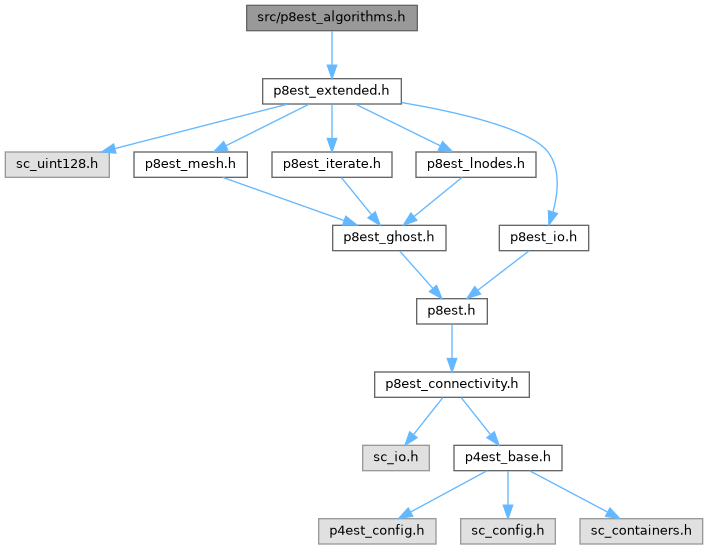 src/p8est_algorithms.h
p8est_extended.h
sc_uint128.h
p8est_mesh.h
p8est_iterate.h
p8est_lnodes.h
p8est_ghost.h
p8est_io.h
p8est.h
p8est_connectivity.h
sc_io.h
p4est_base.h
p4est_config.h
sc_config.h
sc_containers.h